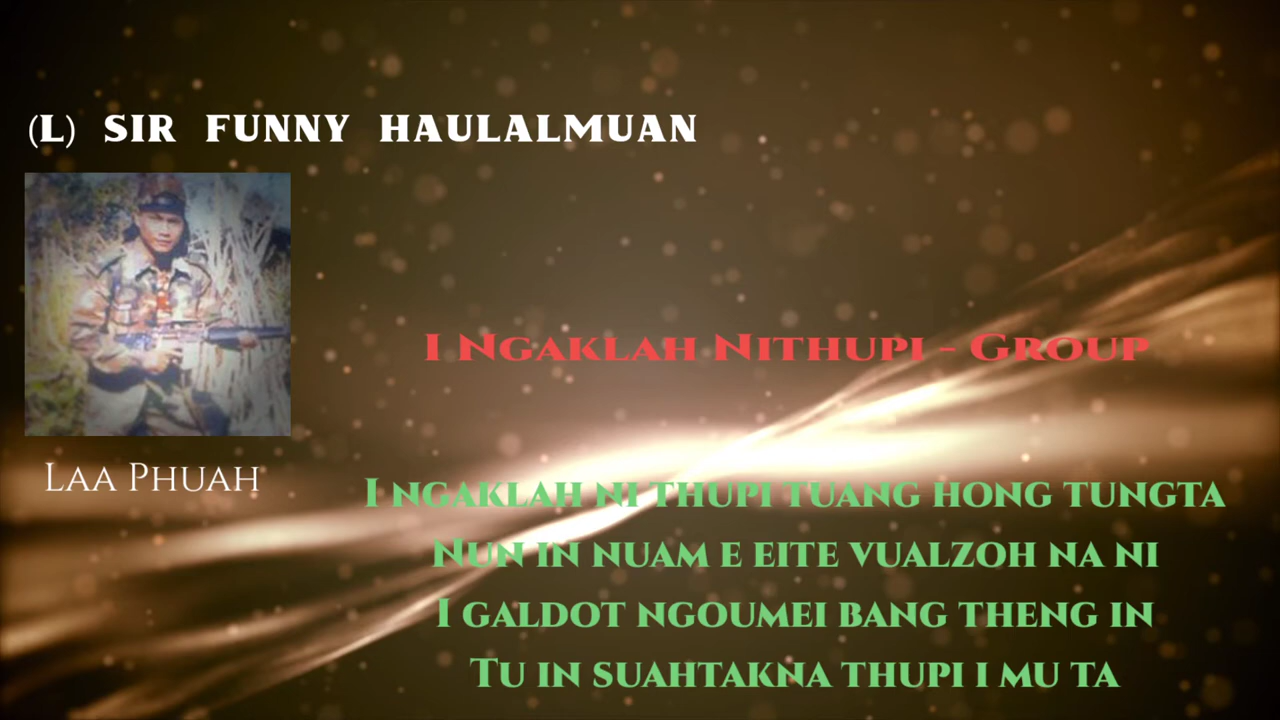 (L) SIR FUNNY HAULALMUAN
I NGAKLAH NITHUPI - GROUP
LAA PHUAH
I NGAKLAH NI THUPI TUANG HONG TUNGTA
NUN IN NUAM E EITE VUALZOH NA NI
I GALDOT NGOUMEI BANG THENG IN
TU IN SUAHTAKNA THUPI I MU TA